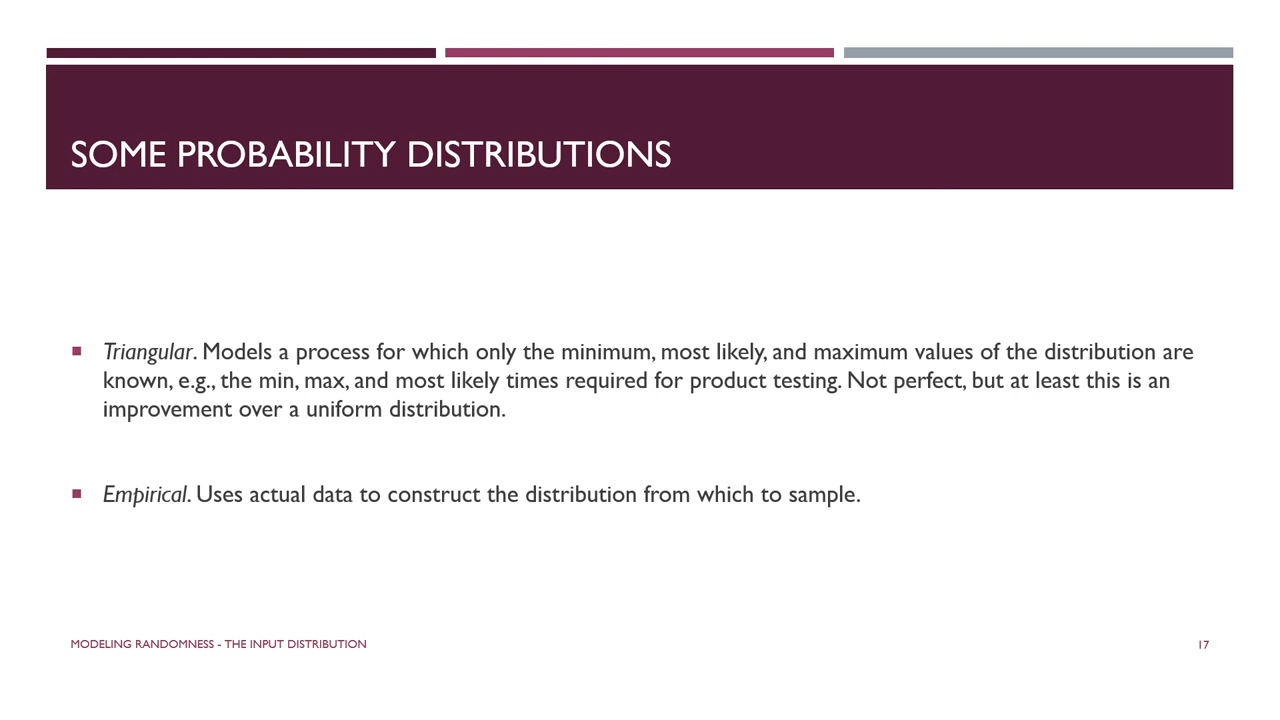 SOME PROBABILITY DISTRIBUTIONS
Triangular. Models a process for which only the minimum, most likely, and maximum values of the distribution are
known, e.g., the min, max, and most likely times required for product testing. Not perfect, but at least this is an
improvement over a uniform distribution.
Empirical. Uses actual data to construct the distribution from which to sample.
MODELING RANDOMNESS - THE INPUT DISTRIBUTION
17